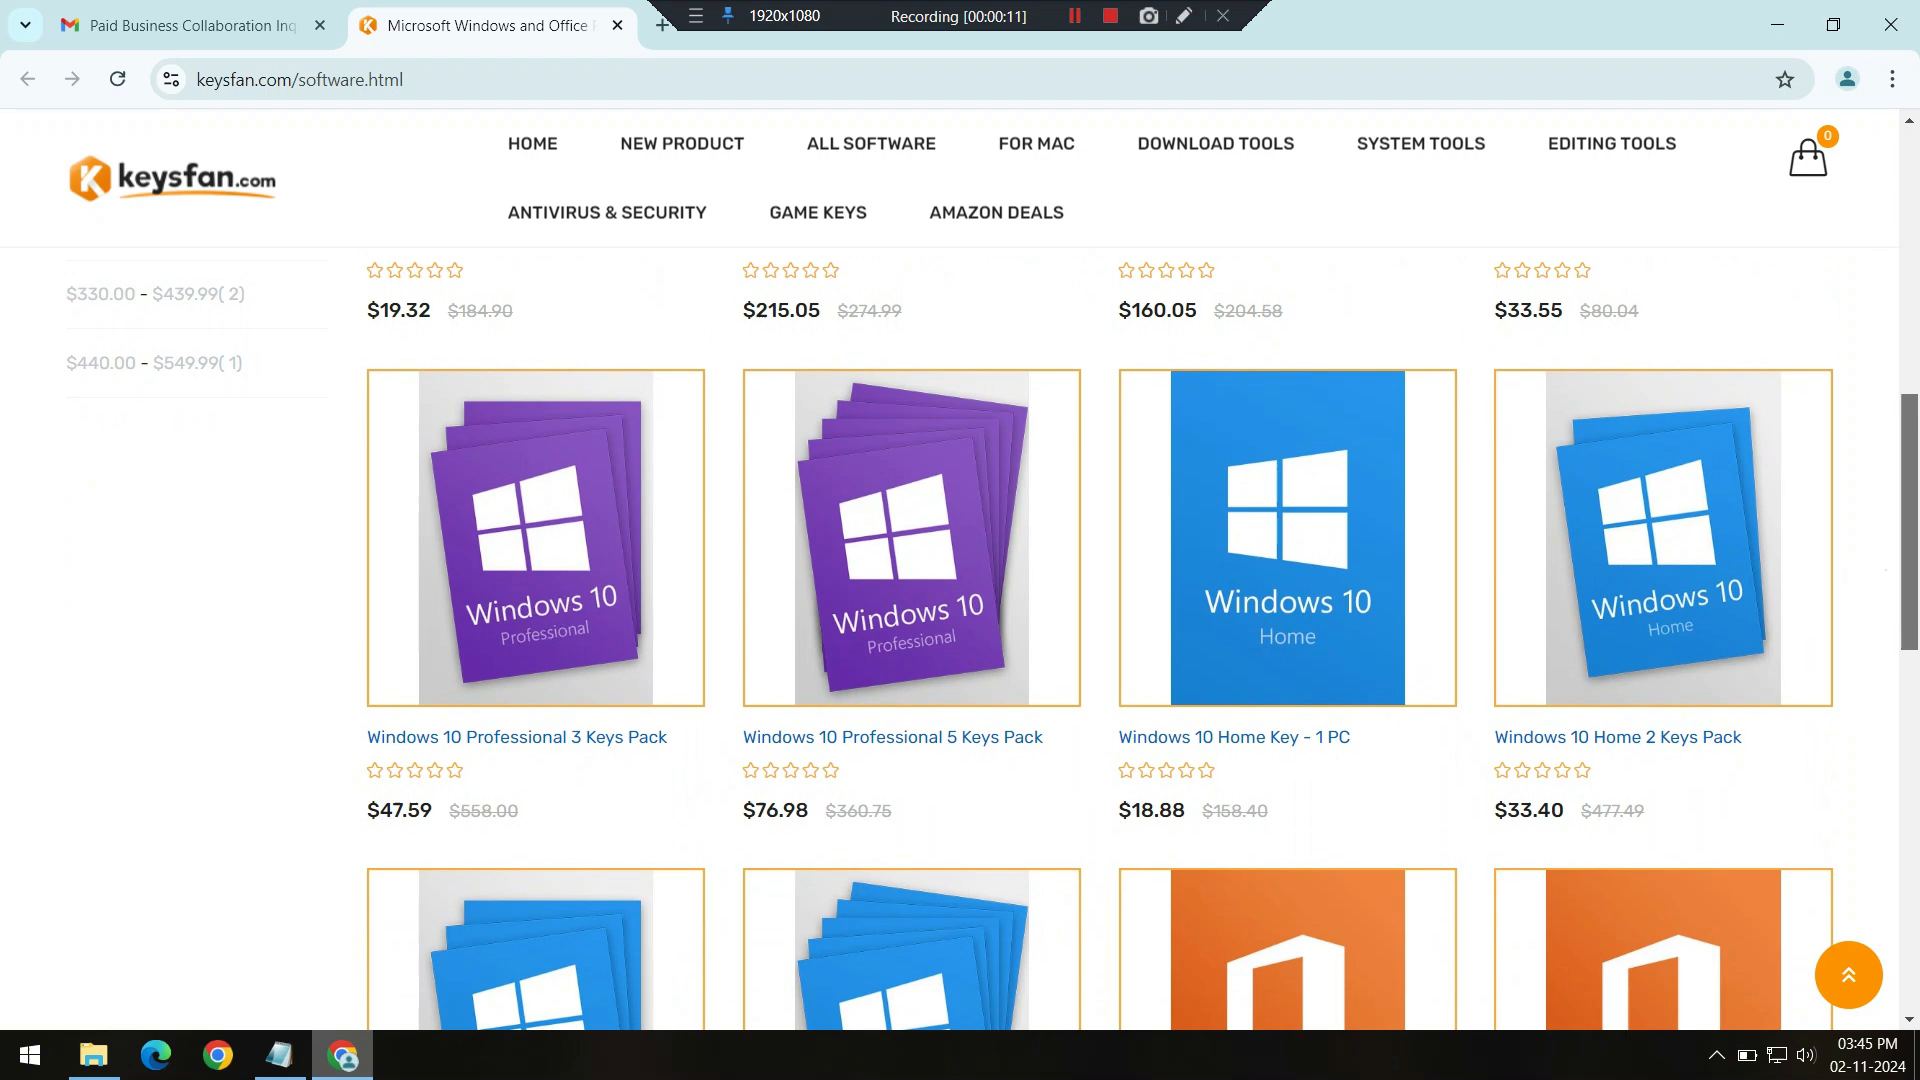 Paid Business Collaboration Inq
Microsoft Windows and Office
1920x1080
Recording [00:00:11]
keysfan.com/software.html
keysfan.com
HOME
NEW PRODUCT
ALL SOFTWARE
FOR MAC
DOWNLOAD TOOLS
SYSTEM TOOLS
EDITING TOOLS
0
ANTIVIRUS & SECURITY
GAME KEYS
AMAZON DEALS
$330.00 - $439.99( 2)
$440.00 - $549.99( 1)
$19.32 $184.90
$215.05 $274.99
$160.05 $204.58
$33.55 $80.04
Windows 10
Professional
Windows 10
Professional
Windows 10
Home
Windows 10
Home
Windows 10 Professional 3 Keys Pack
Windows 10 Professional 5 Keys Pack
Windows 10 Home Key - 1 PC
Windows 10 Home 2 Keys Pack
$47.59 $558.00
$76.98 $360.75
$18.88 $158.40
$33.40 $477.49
03:45 PM
02-11-2024